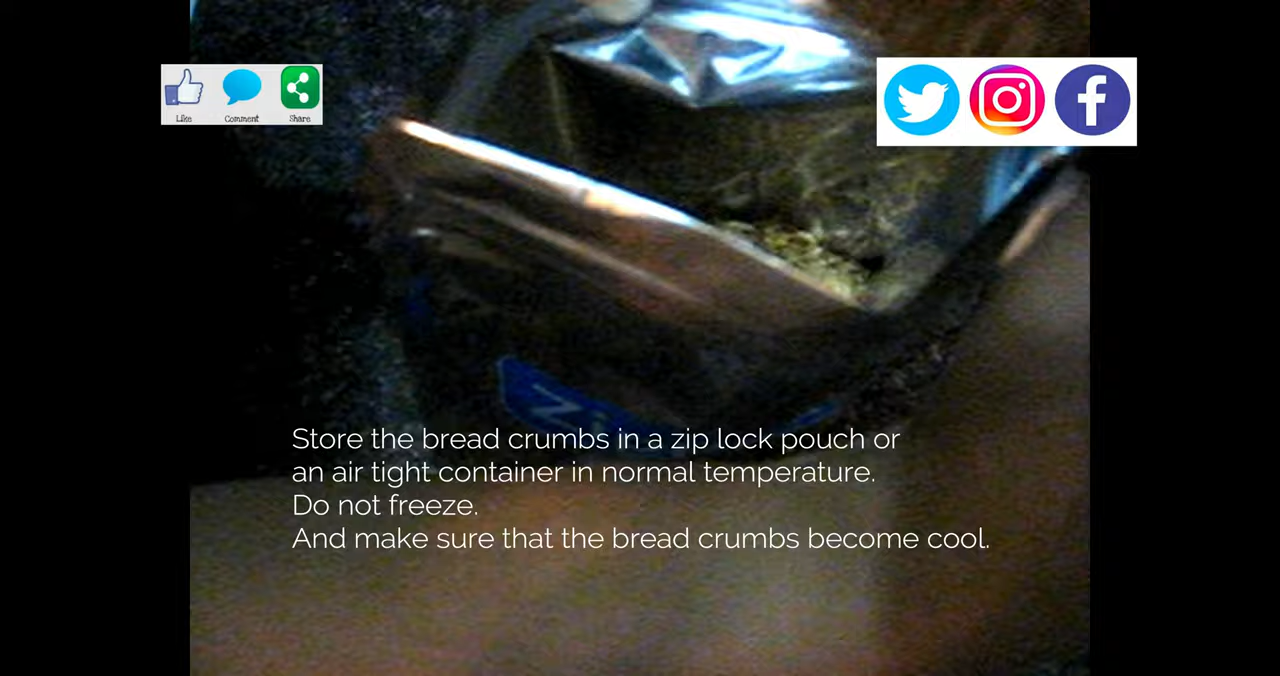 Like Comment Share
Store the bread crumbs in a zip lock pouch or
an air tight container in normal temperature.
Do not freeze.
And make sure that the bread crumbs become cool.